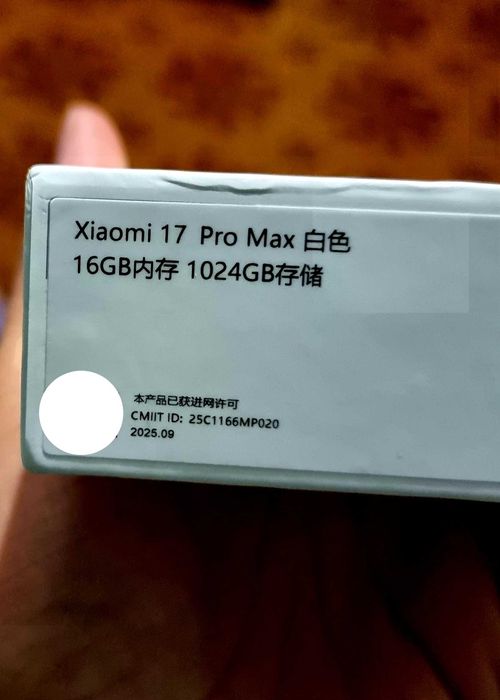 Xiaomi 17 Pro Max 白色
16GB内存 1024GB存储
本产品已获进网许可
CMIIT ID: 25C1166MP020
2025.09